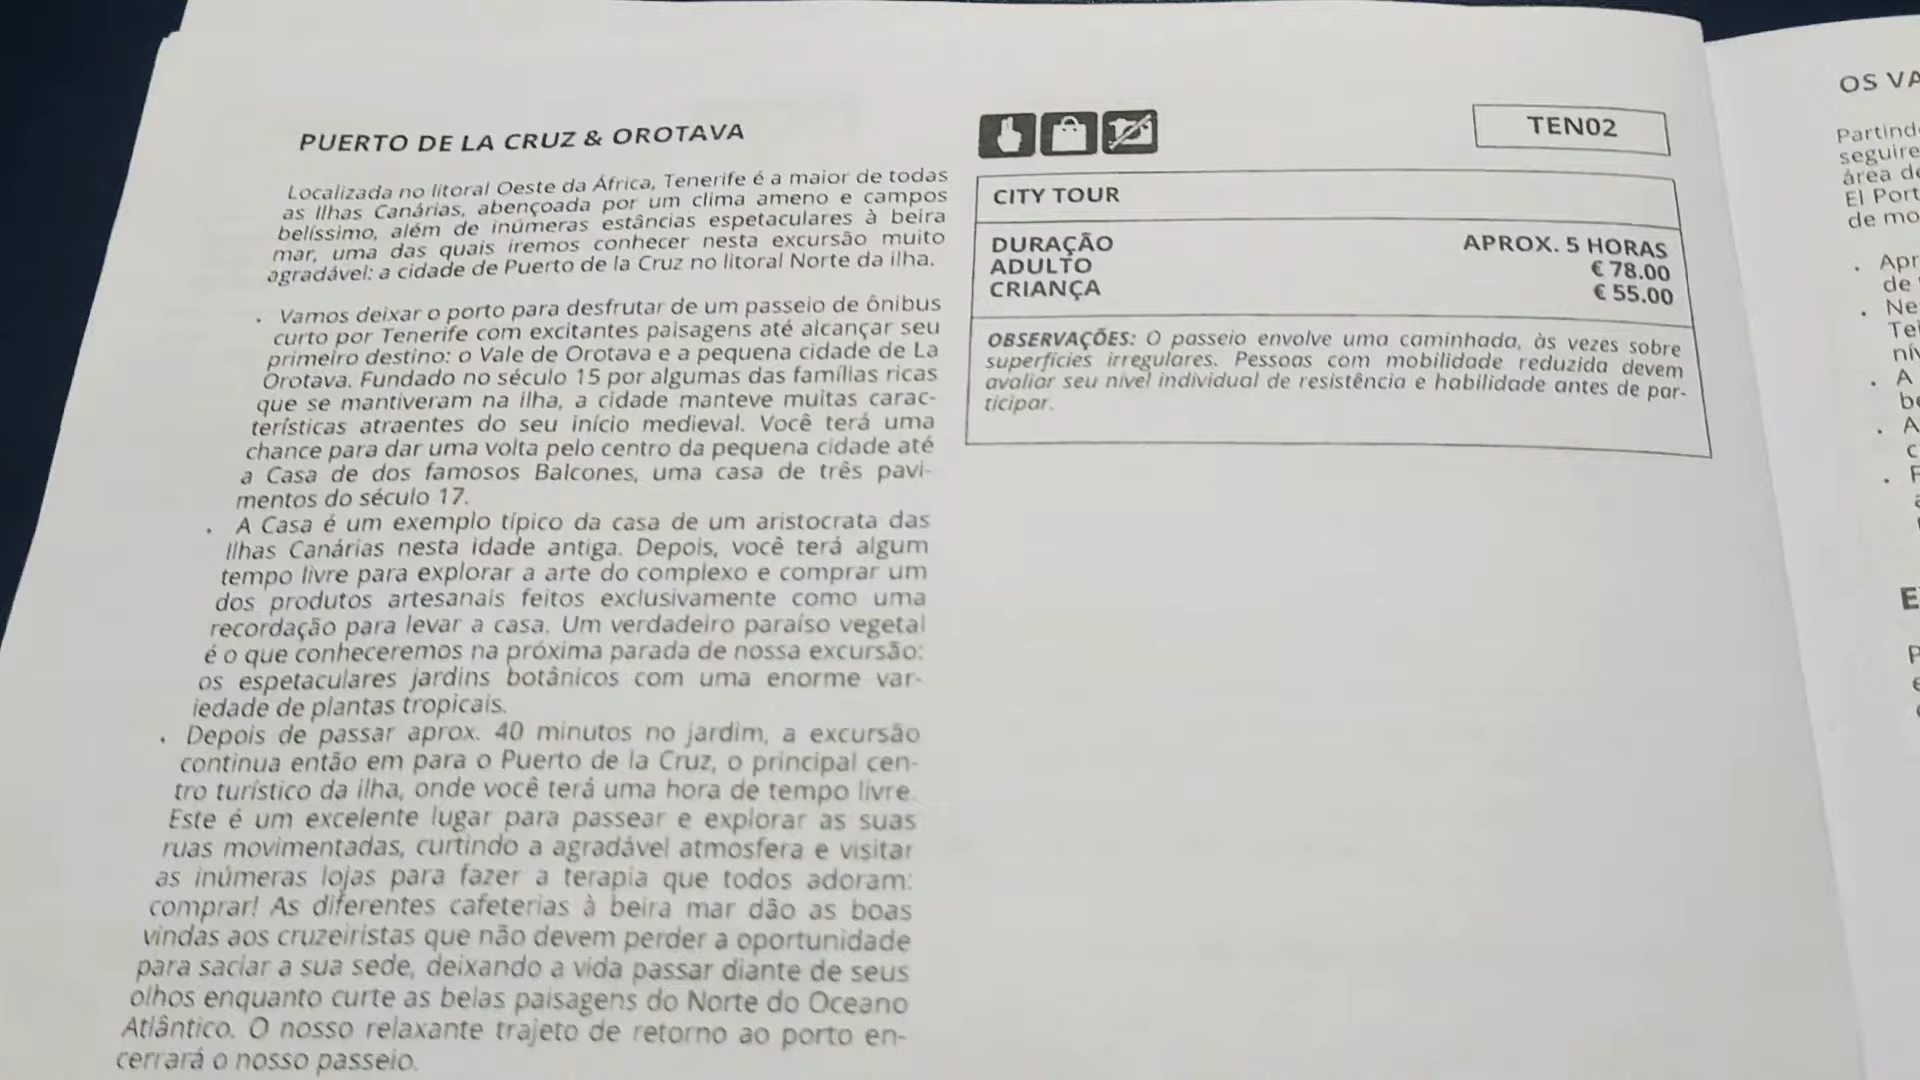 PUERTO DE LA CRUZ & OROTAVA
Localizada no litoral Oeste da África, Tenerife é a maior de todas
as Ilhas Canárias, abençoada por um clima ameno e campos
belíssimo, além de inúmeras estâncias espetaculares à beira
mar, uma das quais iremos conhecer nesta excursão muito
agradável: a cidade de Puerto de la Cruz no litoral Norte da ilha.
. Vamos deixar o porto para desfrutar de um passeio de ônibus
curto por Tenerife com excitantes paisagens até alcançar seu
primeiro destino: o Vale de Orotava e a pequena cidade de La
Orotava. Fundado no século 15 por algumas das famílias ricas
que se mantiveram na ilha, a cidade manteve muitas carac-
terísticas atraentes do seu início medieval. Você terá uma
chance para dar uma volta pelo centro da pequena cidade até
a Casa de dos famosos Balcones, uma casa de três pavi-
mentos do século 17.
. A Casa é um exemplo típico da casa de um aristocrata das
Ilhas Canárias nesta idade antiga. Depois, você terá algum
tempo livre para explorar a arte do complexo e comprar um
dos produtos artesanais feitos exclusivamente como uma
recordação para levar a casa. Um verdadeiro paraíso vegetal
é o que conheceremos na próxima parada de nossa excursão:
os espetaculares jardins botânicos com uma enorme var-
iedade de plantas tropicais.
. Depois de passar aprox. 40 minutos no jardim, a excursão
continua então em para o Puerto de la Cruz, o principal cen-
tro turístico da ilha, onde você terá uma hora de tempo livre.
Este é um excelente lugar para passear e explorar as suas
ruas movimentadas, curtindo a agradável atmosfera e visitar
as inúmeras lojas para fazer a terapia que todos adoram:
comprar! As diferentes cafeterias à beira mar dão as boas
vindas aos cruzeiristas que não devem perder a oportunidade
para saciar a sua sede, deixando a vida passar diante de seus
olhos enquanto curte as belas paisagens do Norte do Oceano
Atlântico. O nosso relaxante trajeto de retorno ao porto en-
cerrará o nosso passeio.
TEN02
CITY TOUR
DURAÇÃO APROX. 5 HORAS
ADULTO € 78.00
CRIANÇA € 55.00
OBSERVAÇÕES: O passeio envolve uma caminhada, às vezes sobre
superfícies irregulares. Pessoas com mobilidade reduzida devem
avaliar seu nível individual de resistência e habilidade antes de par-
ticipar.
OS VA
Partind
seguire
área de
El Port
de mo
. Apr
de
. Ne
Te
nív
. A
be
. A
c
. F
E
P
e